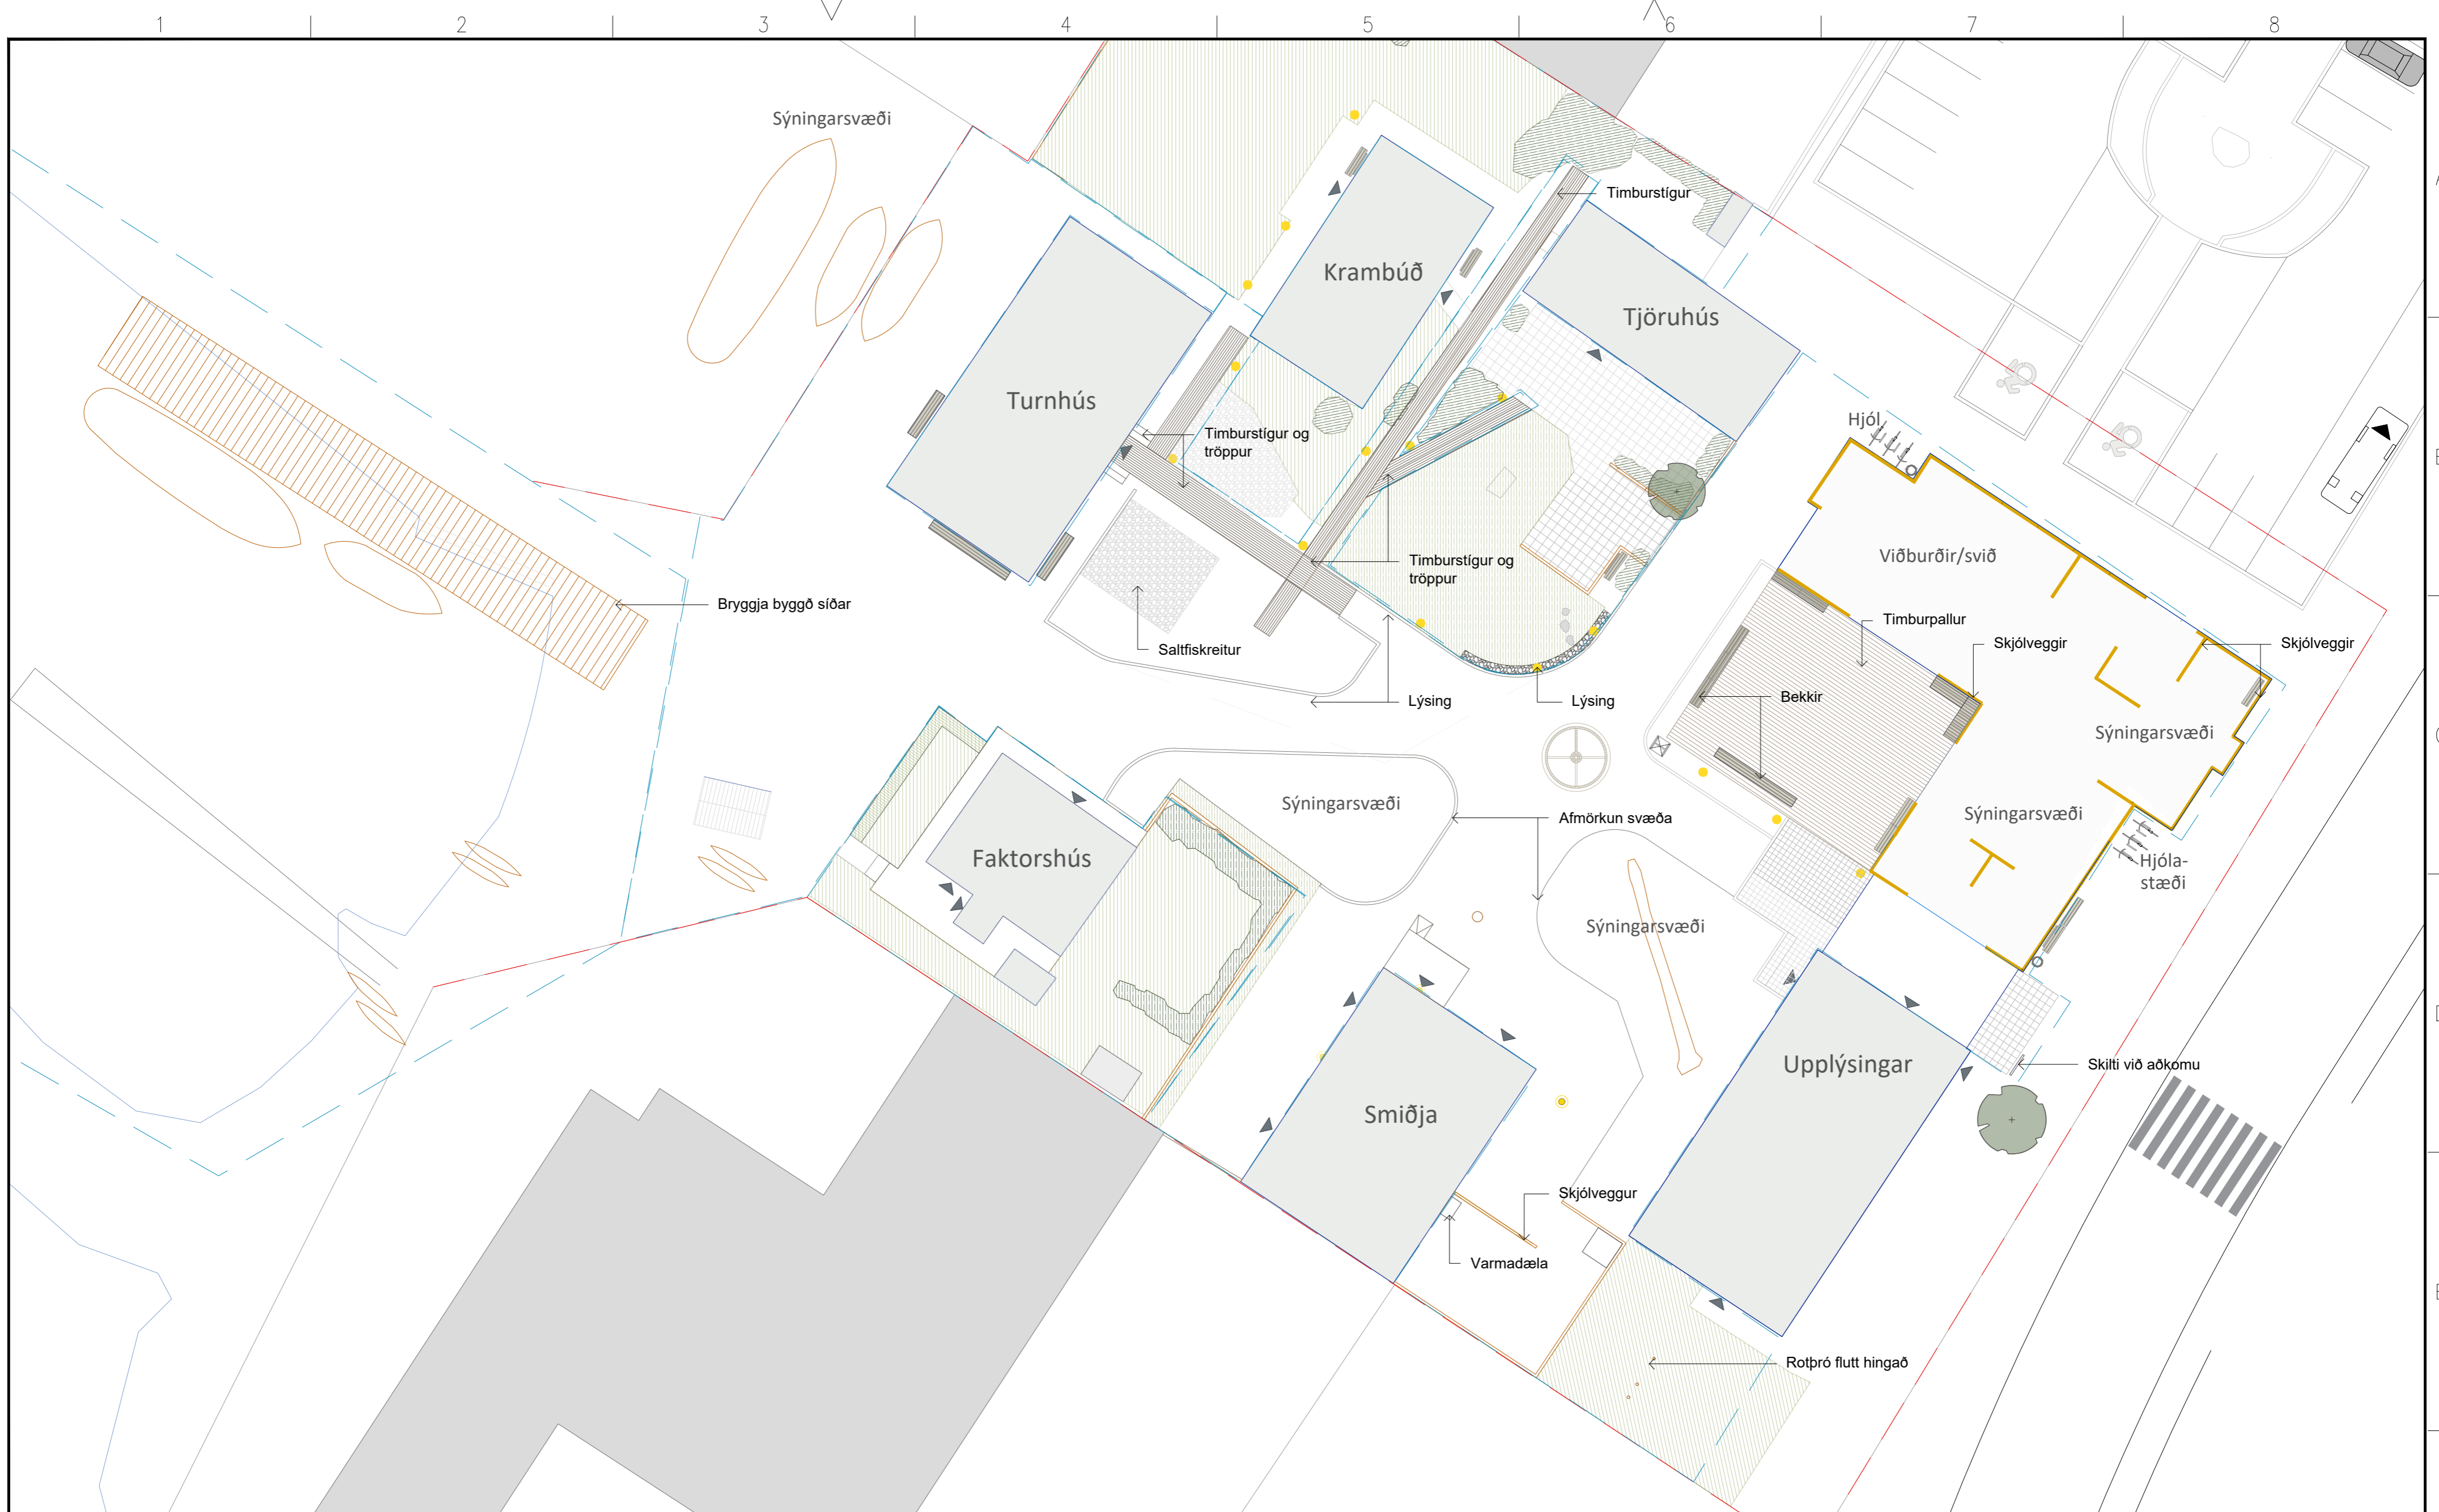 1 2 3 4 5 6 7 8
Sýningarsvæði
Timburstígur
Krambúð
Tjöruhús
Turnhús
Hjól
Timburstígur og
tröppur
Viðburðir/svið
Timburstígur og
tröppur
Bryggja byggð síðar
Timburpallur
Skjólveggir
Skjólveggir
Saltfiskreitur
Lýsing
Lýsing
Bekkir
Sýningarsvæði
Sýningarsvæði
Sýningarsvæði
Afmörkun svæða
Faktorshús
Hjóla-
stæði
Sýningarsvæði
Upplýsingar
Skilti við aðkomu
Smiðja
Skjólveggur
Varmadæla
Rotþró flutt hingað